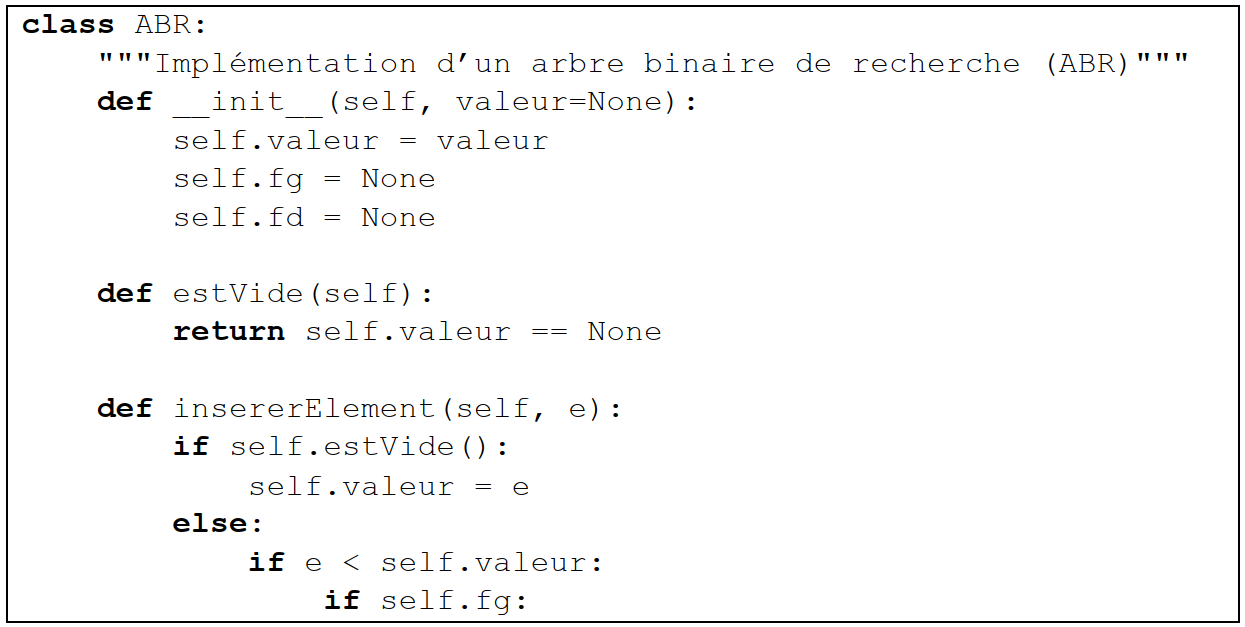 class ABR:
    """Implémentation d’un arbre binaire de recherche (ABR)"""
    def __init__(self, valeur=None):
        self.valeur = valeur
        self.fg = None
        self.fd = None

    def estVide(self):
        return self.valeur == None

    def insererElement(self, e):
        if self.estVide():
            self.valeur = e
        else:
            if e < self.valeur:
                if self.fg: